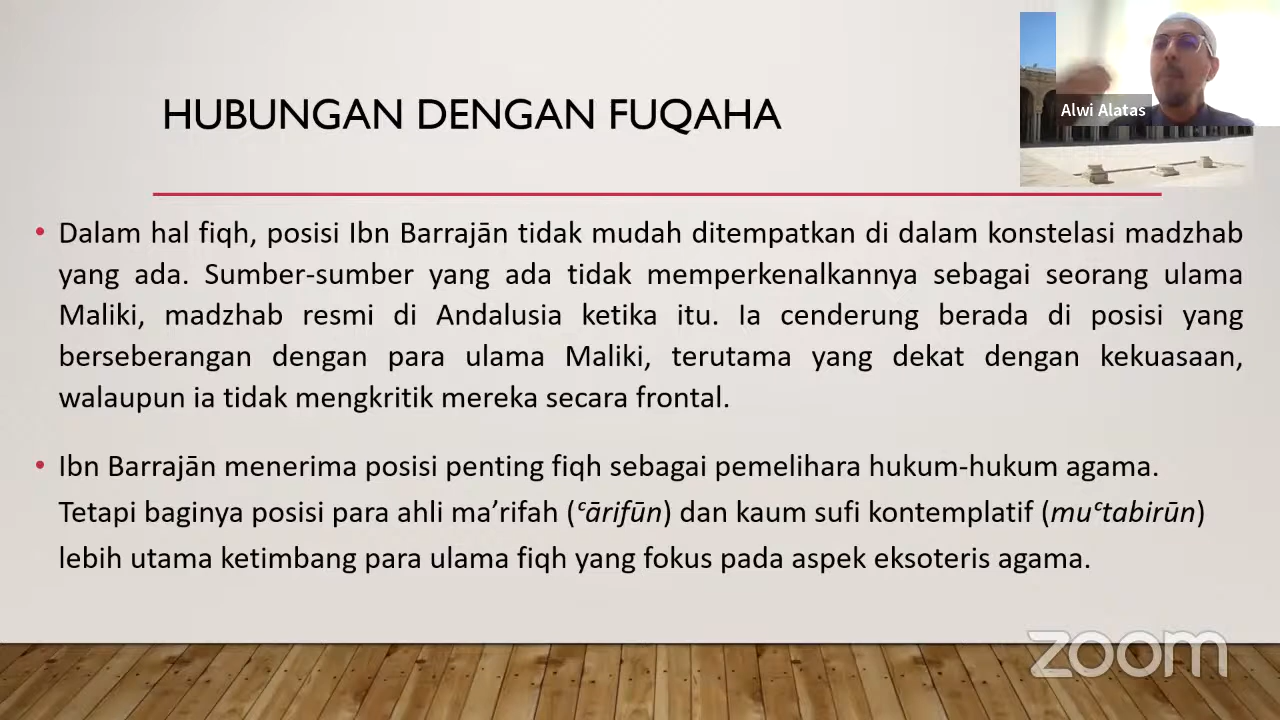 HUBUNGAN DENGAN FUQAHA
Alwi Alatas
• Dalam hal fiqh, posisi Ibn Barrajān tidak mudah ditempatkan di dalam konstelasi madzhab
yang ada. Sumber-sumber yang ada tidak memperkenalkannya sebagai seorang ulama
Maliki, madzhab resmi di Andalusia ketika itu. Ia cenderung berada di posisi yang
berseberangan dengan para ulama Maliki, terutama yang dekat dengan kekuasaan,
walaupun ia tidak mengkritik mereka secara frontal.
• Ibn Barrajān menerima posisi penting fiqh sebagai pemelihara hukum-hukum agama.
Tetapi baginya posisi para ahli ma’rifah (ʿārifūn) dan kaum sufi kontemplatif (muʿtabirūn)
lebih utama ketimbang para ulama fiqh yang fokus pada aspek eksoteris agama.
zoom